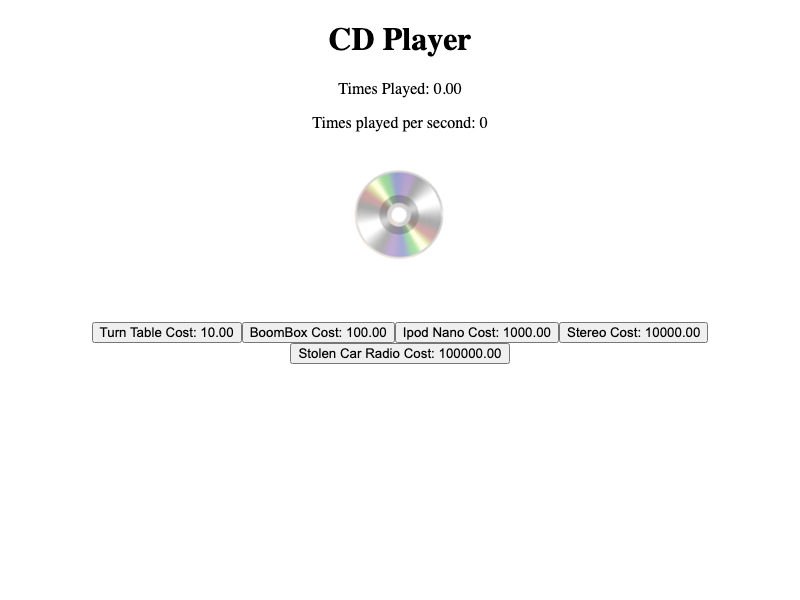 CD Player
Times Played: 0.00
Times played per second: 0
Turn Table Cost: 10.00 BoomBox Cost: 100.00 Ipod Nano Cost: 1000.00 Stereo Cost: 10000.00
Stolen Car Radio Cost: 100000.00